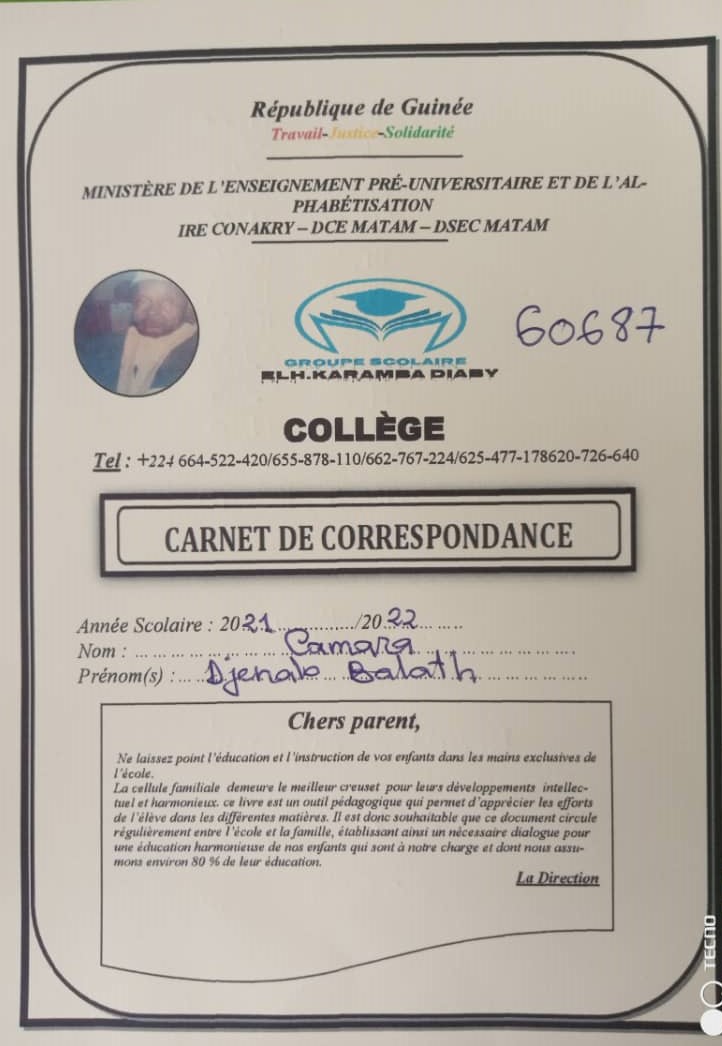 République de Guinée
Travail-Justice-Solidarité
MINISTÈRE DE L'ENSEIGNEMENT PRÉ-UNIVERSITAIRE ET DE L'AL-
PHABÉTISATION
IRE CONAKRY – DCE MATAM – DSEC MATAM
60687
GROUPE SCOLAIRE
ELH.KARAMBA DIABY
COLLÈGE
Tel : +224 664-522-420/655-878-110/662-767-224/625-477-178620-726-640
CARNET DE CORRESPONDANCE
Année Scolaire : 2021............../2022... ... ..
Nom : ... ... ... ... ... ... ... Camara ... ... ... ... ... ... ...
Prénom(s) :... .. Djenab ... Balath ... ... ... ... ... ..
Chers parent,
Ne laissez point l'éducation et l'instruction de vos enfants dans les mains exclusives de
l'école.
La cellule familiale demeure le meilleur creuset pour leurs développements intellec-
tuel et harmonieux. ce livre est un outil pédagogique qui permet d'apprécier les efforts
de l'élève dans les différentes matières. Il est donc souhaitable que ce document circule
régulièrement entre l'école et la famille, établissant ainsi un nécessaire dialogue pour
une éducation harmonieuse de nos enfants qui sont à notre charge et dont nous assu-
mons environ 80 % de leur éducation.
La Direction
TECNO